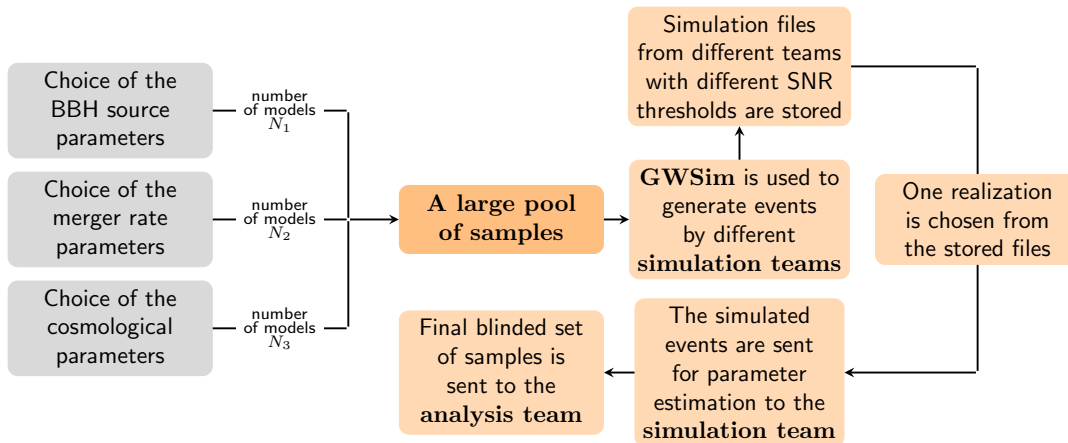 Choice of the
BBH source
parameters
number
of models
N₁
Choice of the
merger rate
parameters
number
of models
N₂
Choice of the
cosmological
parameters
number
of models
N₃
A large pool
of samples
GWSim is used to
generate events
by different
simulation teams
Simulation files
from different teams
with different SNR
thresholds are stored
One realization
is chosen from
the stored files
The simulated
events are sent
for parameter
estimation to the
simulation team
Final blinded set
of samples is
sent to the
analysis team